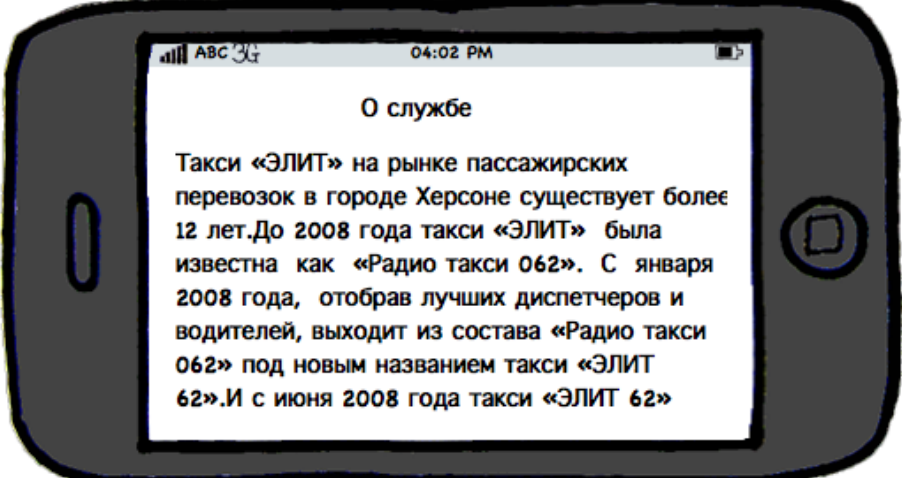 ABC 3G 04:02 PM
О службе
Такси «ЭЛИТ» на рынке пассажирских
перевозок в городе Херсоне существует более
12 лет.До 2008 года такси «ЭЛИТ» была
известна как «Радио такси 062». С января
2008 года, отобрав лучших диспетчеров и
водителей, выходит из состава «Радио такси
062» под новым названием такси «ЭЛИТ
62».И с июня 2008 года такси «ЭЛИТ 62»